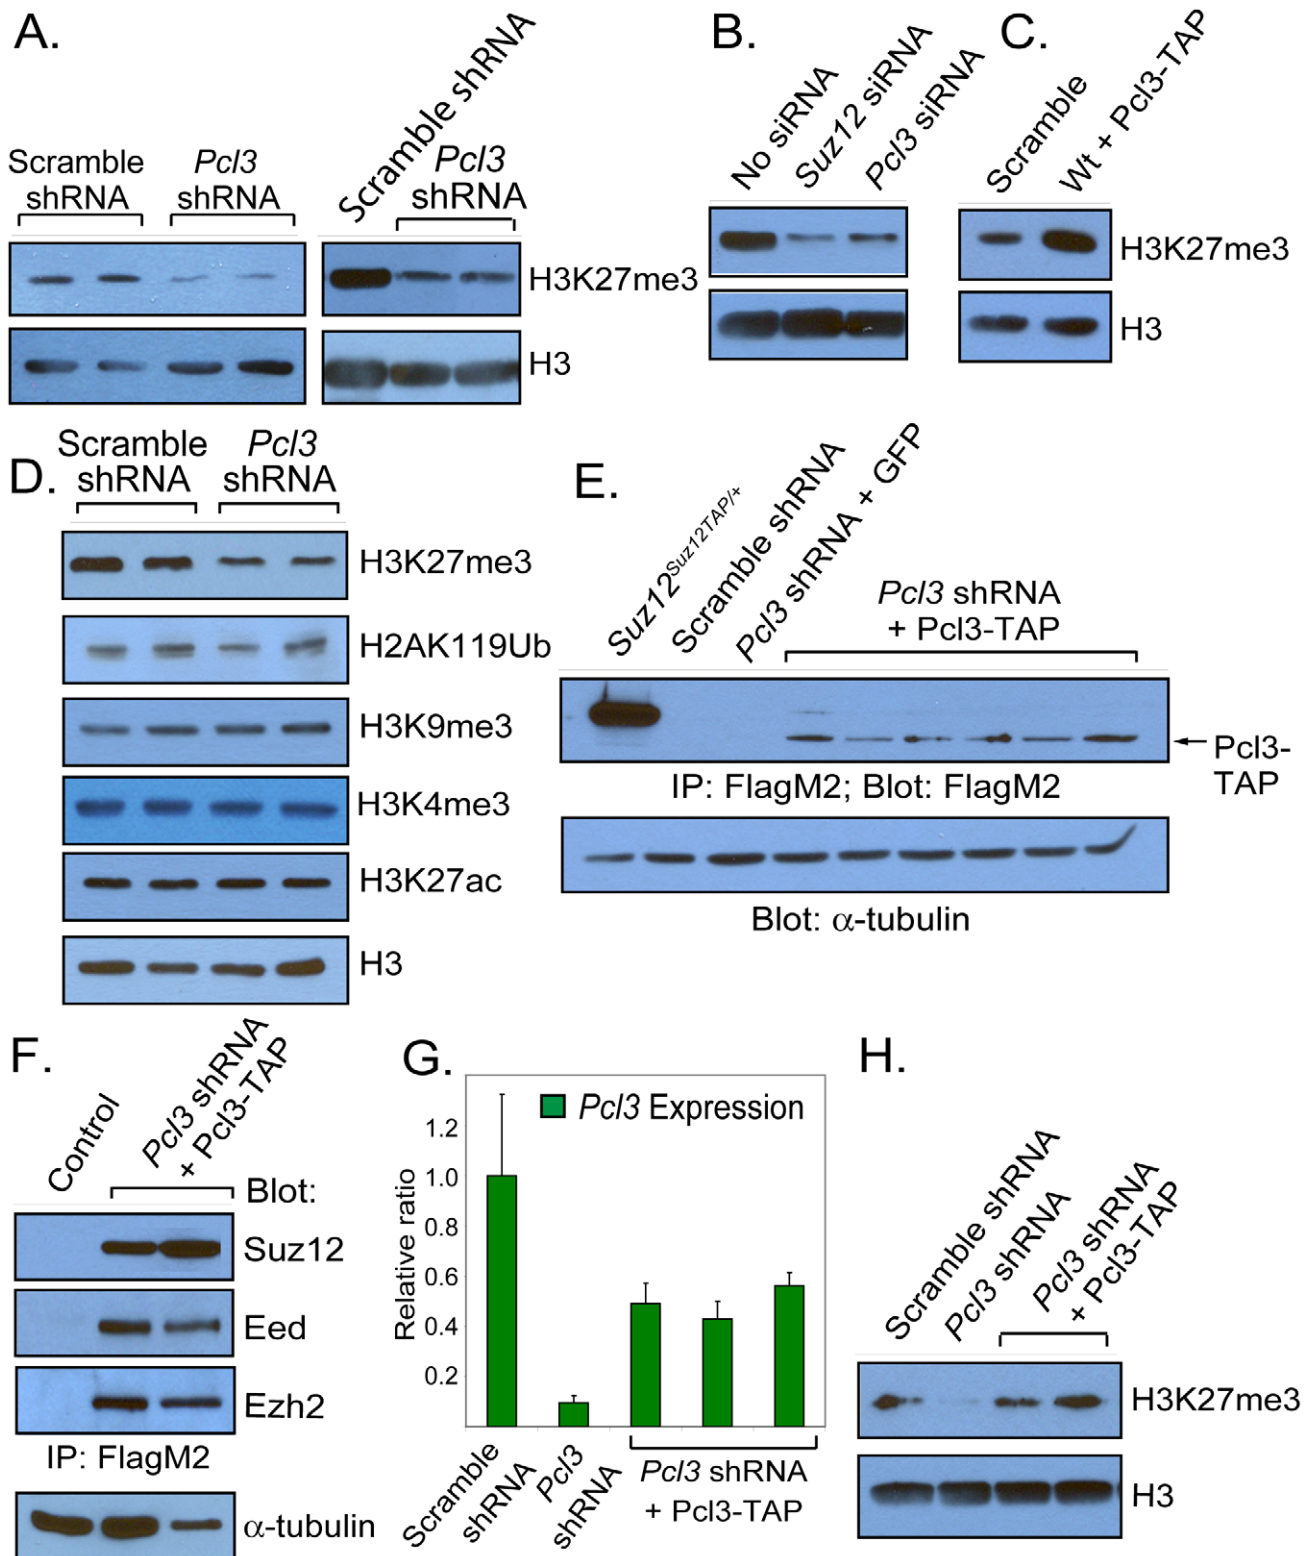 A.
Scramble
shRNA
Pcl3
shRNA
Scramble shRNA
Pcl3
shRNA
H3K27me3
H3
B.
No siRNA
Suz12 siRNA
Pcl3 siRNA
C.
Scramble
Wt + Pcl3-TAP
H3K27me3
H3
D.
Scramble
shRNA
Pcl3
shRNA
H3K27me3
H2AK119Ub
H3K9me3
H3K4me3
H3K27ac
H3
E.
Suz12Suz12TAP/+
Scramble shRNA
Pcl3 shRNA + GFP
Pcl3 shRNA
+ Pcl3-TAP
Pcl3-
TAP
IP: FlagM2; Blot: FlagM2
Blot: α-tubulin
F.
Control
Pcl3 shRNA
+ Pcl3-TAP
Blot:
Suz12
Eed
Ezh2
IP: FlagM2
α-tubulin
G.
Pcl3 Expression
Relative ratio
1.2
1.0
0.8
0.6
0.4
0.2
Scramble
shRNA
Pcl3
shRNA
Pcl3 shRNA
+ Pcl3-TAP
H.
Scramble shRNA
Pcl3 shRNA
Pcl3 shRNA
+ Pcl3-TAP
H3K27me3
H3